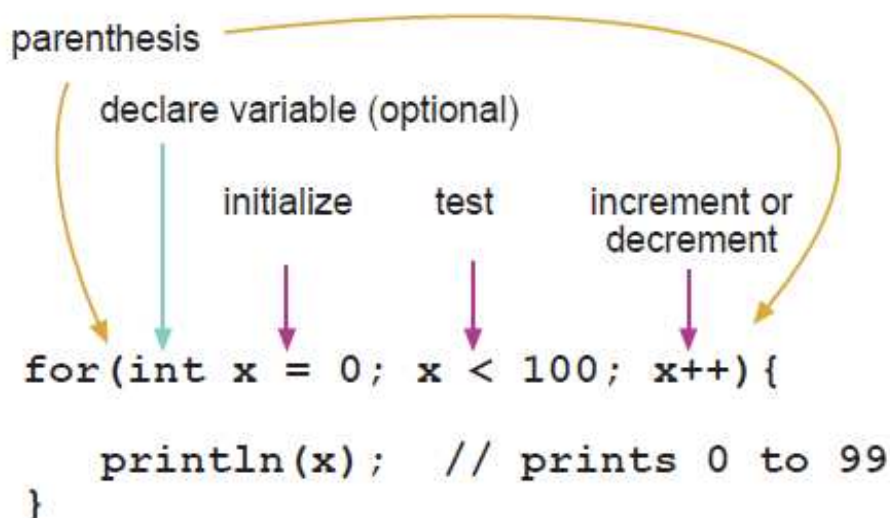 parenthesis
declare variable (optional)
initialize
test
increment or
decrement
for(int x = 0; x < 100; x++){
println(x);  // prints 0 to 99
}